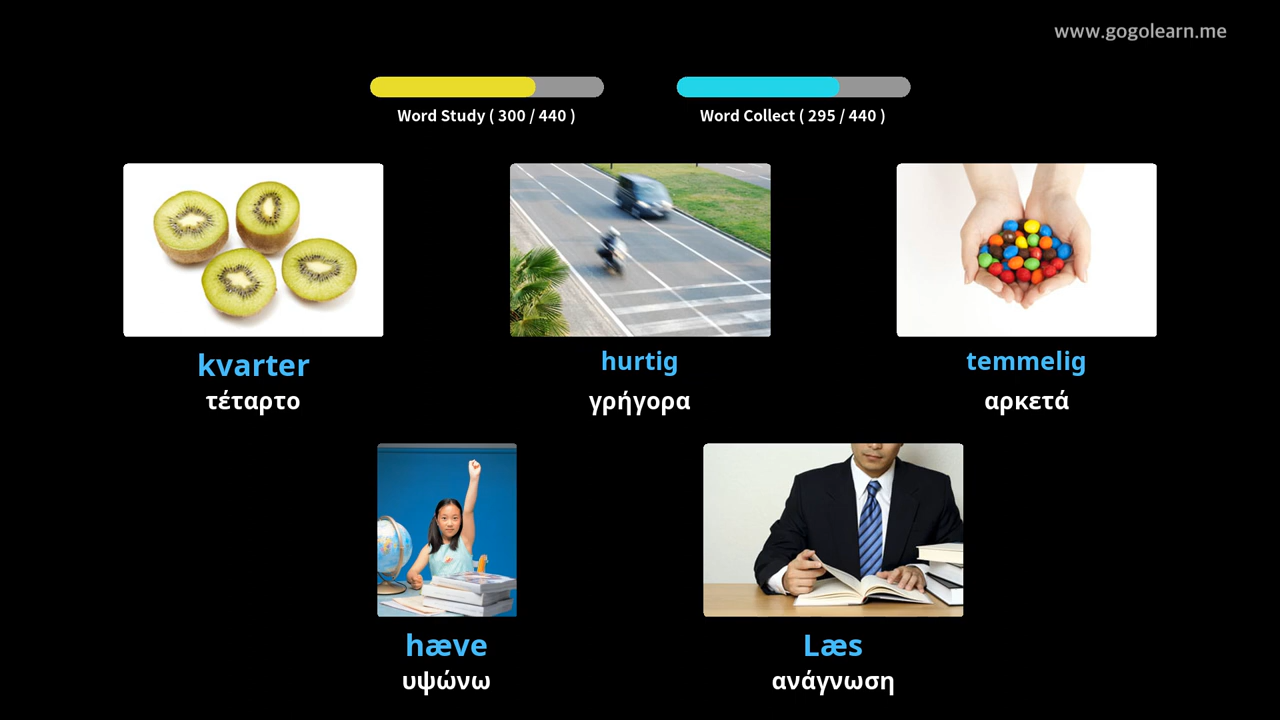 www.gogolearn.me
Word Study ( 300 / 440 )
Word Collect ( 295 / 440 )
kvarter
τέταρτο
hurtig
γρήγορα
temmelig
αρκετά
hæve
υψώνω
Læs
ανάγνωση